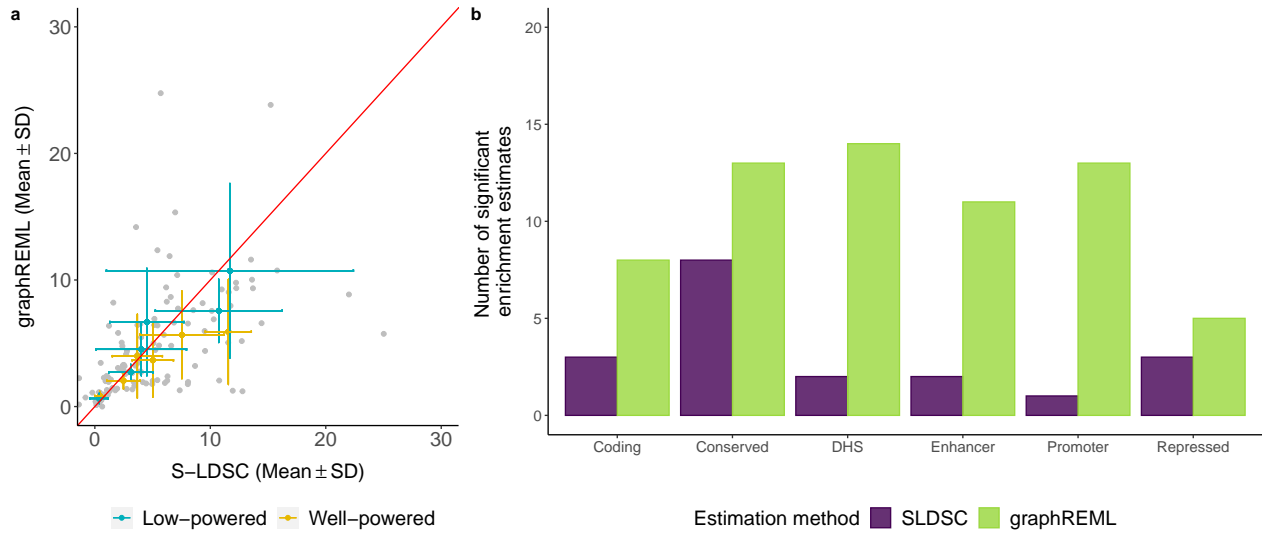 a
30
20
10
0
graphREML (Mean ± SD)
0 10 20 30
S−LDSC (Mean ± SD)
Low−powered Well−powered
b
20
15
10
5
0
Number of significant
enrichment estimates
Coding Conserved DHS Enhancer Promoter Repressed
Estimation method SLDSC graphREML